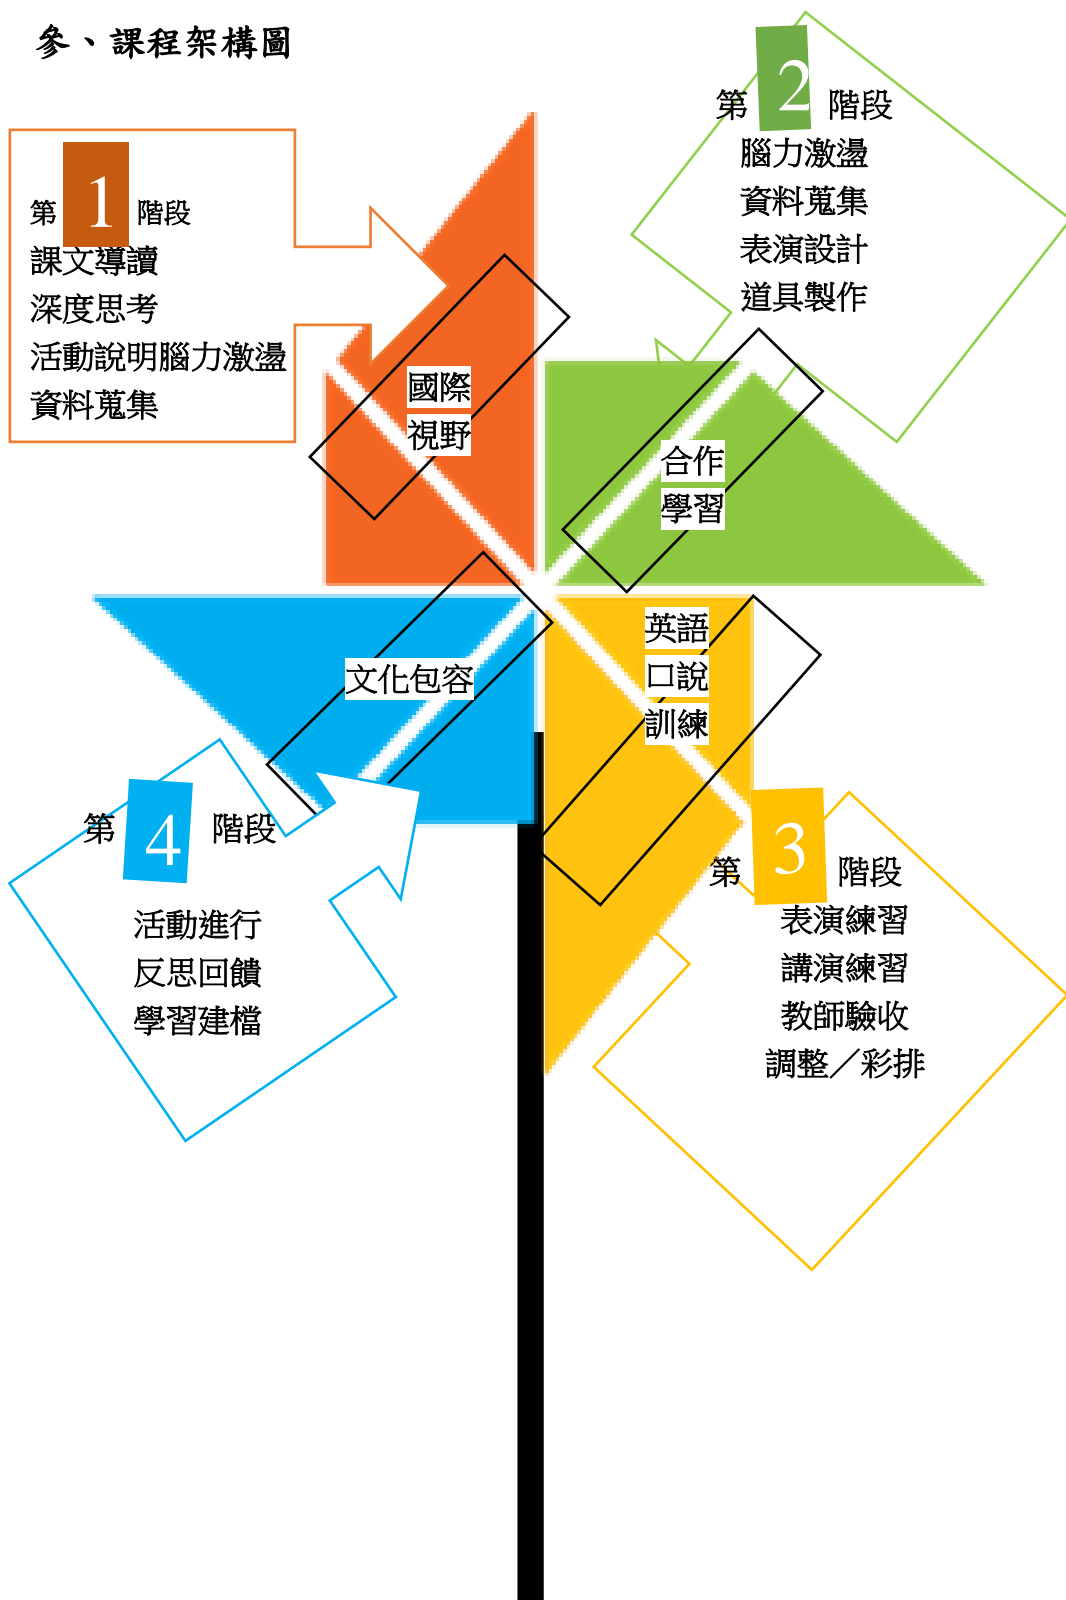 參、課程架構圖
第 1 階段
課文導讀
深度思考
活動說明腦力激盪
資料蒐集
第 2 階段
腦力激盪
資料蒐集
表演設計
道具製作
國際
視野
合作
學習
英語
口說
訓練
文化包容
第 3 階段
表演練習
講演練習
教師驗收
調整／彩排
第 4 階段
活動進行
反思回饋
學習建檔